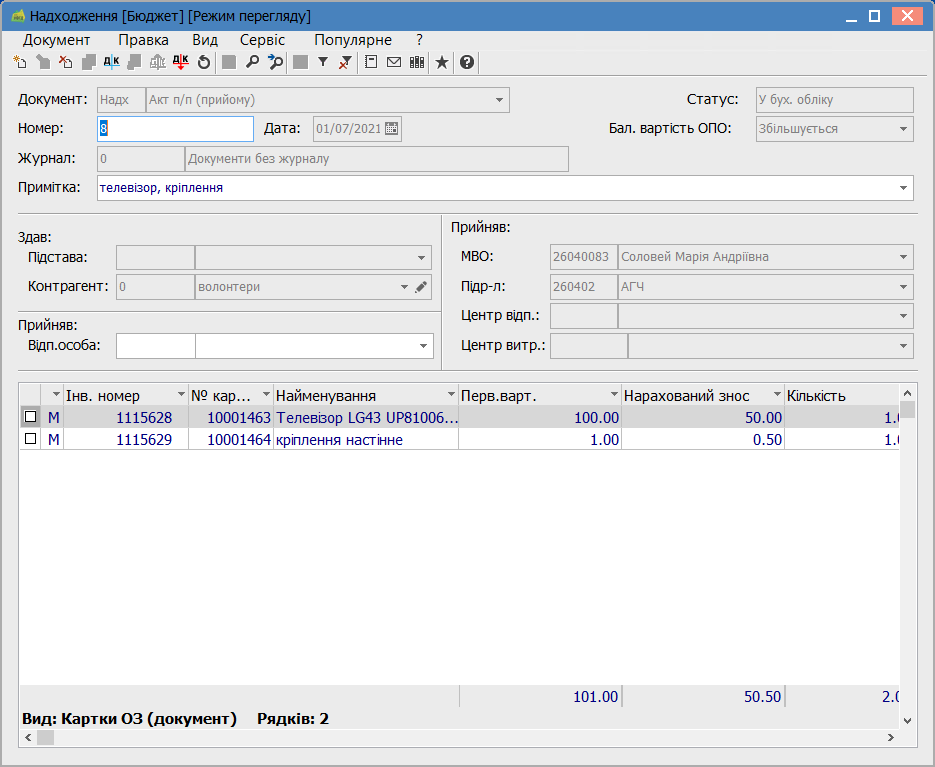 Надходження [Бюджет] [Режим перегляду]
Документ Правка Вид Сервіс Популярне ?
Документ: Надх Акт п/п (прийому) Статус: У бух. обліку
Номер: 8 Дата: 01/07/2021 Бал. вартість ОПО: Збільшується
Журнал: 0 Документи без журналу
Примітка: телевізор, кріплення
Здав:
Підстава:
Контрагент: 0 волонтери
Прийняв:
Відп.особа:
Прийняв:
МВО: 26040083 Соловей Марія Андріївна
Підр-л: 260402 АГЧ
Центр відп.:
Центр витр.:
Інв. номер № кар... Найменування Перв.варт. Нарахований знос Кількість
М 1115628 10001463 Телевізор LG43 UP81006... 100.00 50.00 1.0
М 1115629 10001464 кріплення настінне 1.00 0.50 1.0
101.00 50.50 2.0
Вид: Картки ОЗ (документ) Рядків: 2